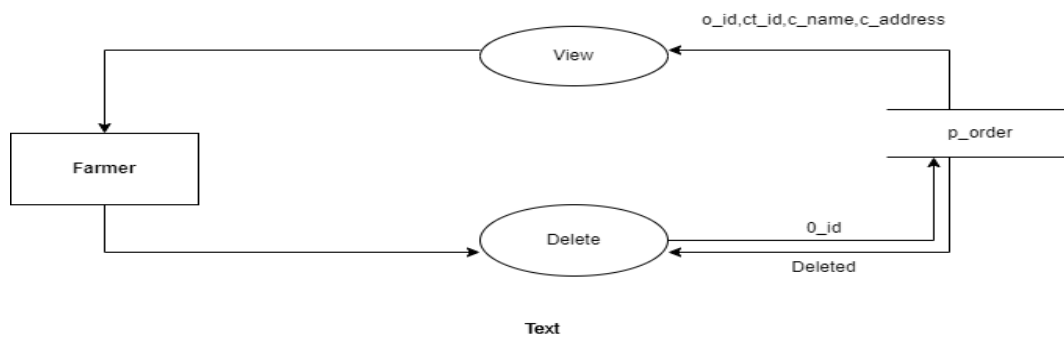 o_id,ct_id,c_name,c_address
View
p_order
Farmer
0_id
Delete
Deleted
Text